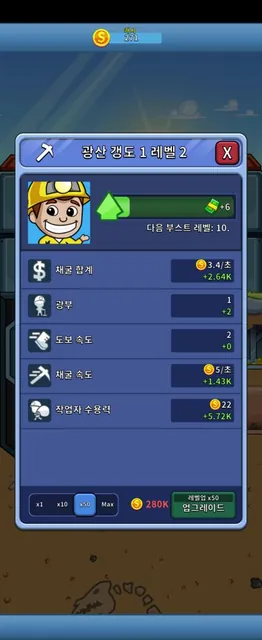 271
광산 갱도 1 레벨 2
X
+6
다음 부스트 레벨: 10.
채굴 합계
3.4/초
+2.64K
광부
1
+2
도보 속도
2
+0
채굴 속도
5/초
+1.43K
작업자 수용력
22
+5.72K
x1 x10 x50 Max
280K
레벨업 x50
업그레이드